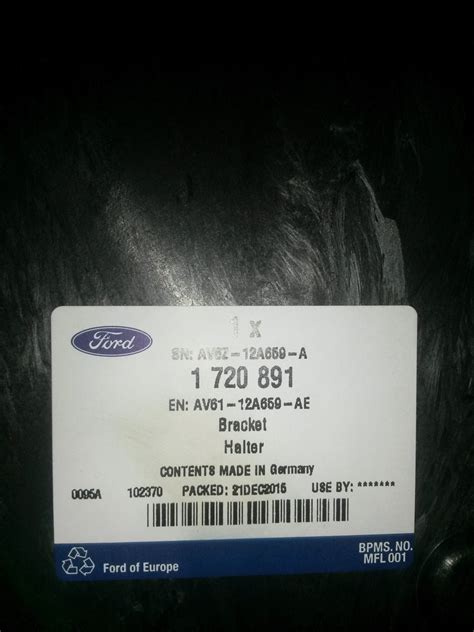 Ford
1 x
SN: AV6Z-12A659-A
1 720 891
EN: AV61-12A659-AE
Bracket
Halter
CONTENTS MADE IN Germany
0095A 102370 PACKED: 21DEC2015 USE BY: *******
Ford of Europe
BPMS. NO.
MFL 001